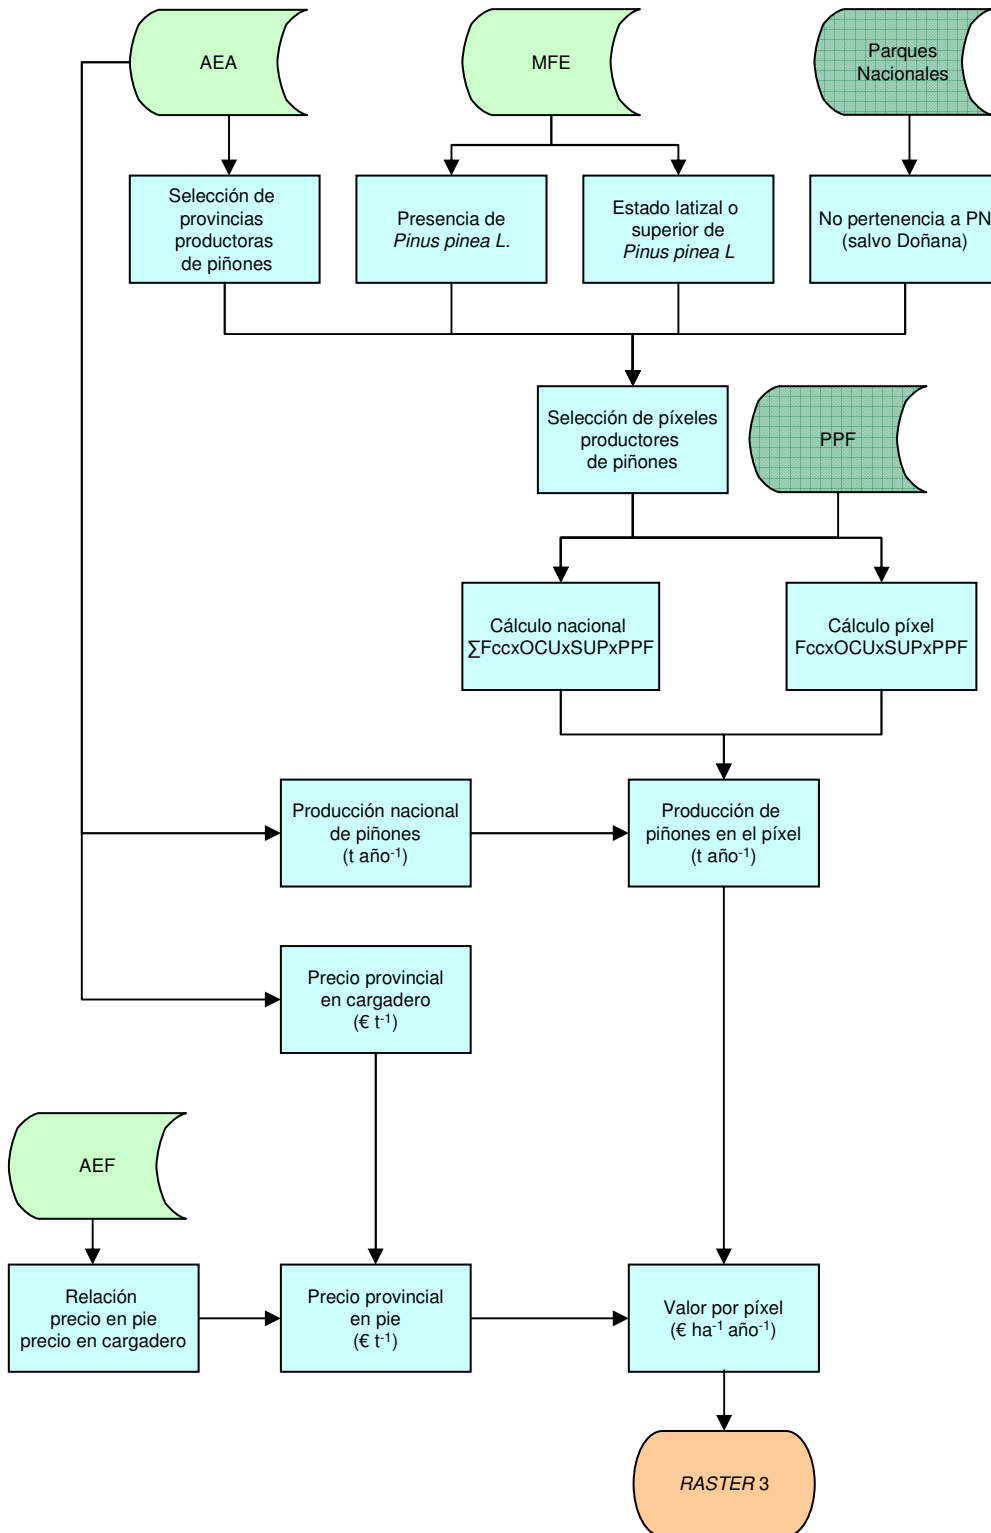 AEA
MFE
Parques
Nacionales
Selección de
provincias
productoras
de piñones
Presencia de
Pinus pinea L.
Estado latizal o
superior de
Pinus pinea L
No pertenencia a PN
(salvo Doñana)
Selección de píxeles
productores
de piñones
PPF
Cálculo nacional
∑FccxOCUxSUPxPPF
Cálculo píxel
FccxOCUxSUPxPPF
Producción nacional
de piñones
(t año⁻¹)
Producción de
piñones en el píxel
(t año⁻¹)
Precio provincial
en cargadero
(€ t⁻¹)
AEF
Relación
precio en pie
precio en cargadero
Precio provincial
en pie
(€ t⁻¹)
Valor por píxel
(€ ha⁻¹ año⁻¹)
RASTER 3